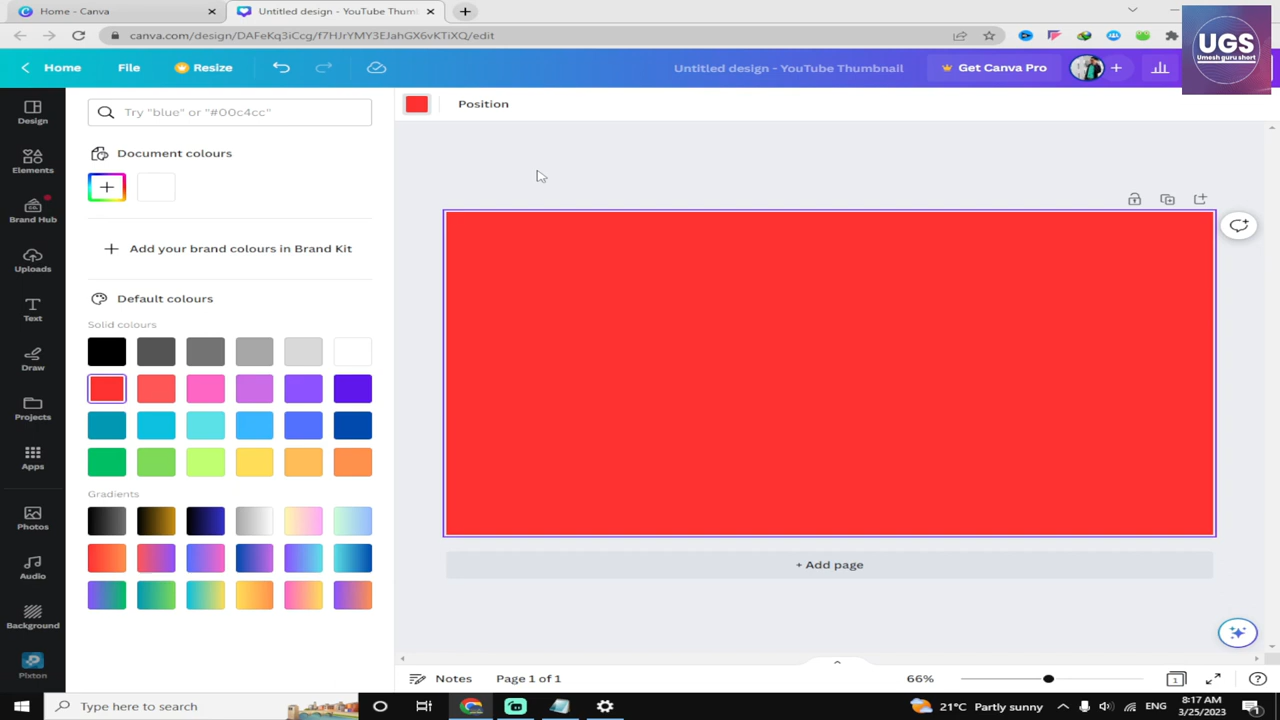 Home - Canva
Untitled design - YouTube Thum
canva.com/design/DAFeKq3iCcg/f7HJrYMY3EJahGX6vKTiXQ/edit
UGS
Umesh guru short
Home
File
Resize
Untitled design - YouTube Thumbnail
Get Canva Pro
Design
Elements
Brand Hub
Uploads
Text
Draw
Projects
Apps
Photos
Audio
Background
Pixton
Try "blue" or "#00c4cc"
Document colours
Add your brand colours in Brand Kit
Default colours
Solid colours
Gradients
Position
+ Add page
Notes
Page 1 of 1
66%
1
Type here to search
21°C Partly sunny
ENG
8:17 AM
3/25/2023